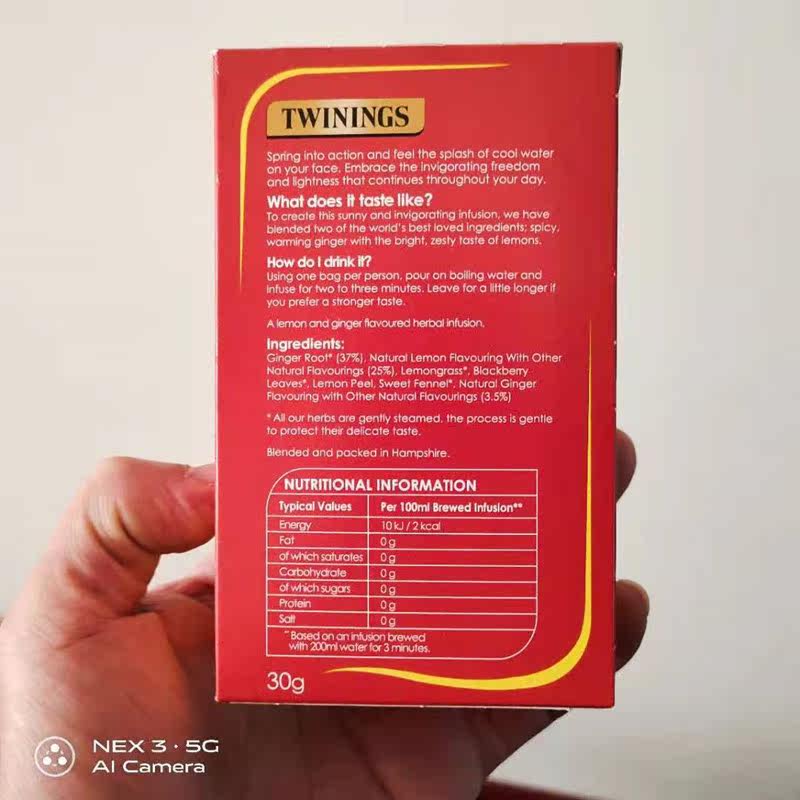 TWININGS
Spring into action and feel the splash of cool water
on your face. Embrace the invigorating freedom
and lightness that continues throughout your day.
What does it taste like?
To create this sunny and invigorating infusion, we have
blended two of the world's best loved ingredients; spicy,
warming ginger with the bright, zesty taste of lemons.
How do I drink it?
Using one bag per person, pour on boiling water and
infuse for two to three minutes. Leave for a little longer if
you prefer a stronger taste.
A lemon and ginger flavoured herbal infusion.
Ingredients:
Ginger Root* (37%), Natural Lemon Flavouring With Other
Natural Flavourings (25%), Lemongrass*, Blackberry
Leaves*, Lemon Peel, Sweet Fennel*, Natural Ginger
Flavouring with Other Natural Flavourings (3.5%)
*All our herbs are gently steamed, the process is gentle
to protect their delicate taste.
Blended and packed in Hampshire.
NUTRITIONAL INFORMATION
Typical Values Per 100ml Brewed Infusion**
Energy 10 kJ / 2 kcal
Fat 0 g
of which saturates 0 g
Carbohydrate 0 g
of which sugars 0 g
Protein 0 g
Salt 0 g
**Based on an infusion brewed
with 200ml water for 3 minutes.
30g
NEX 3 · 5G
AI Camera